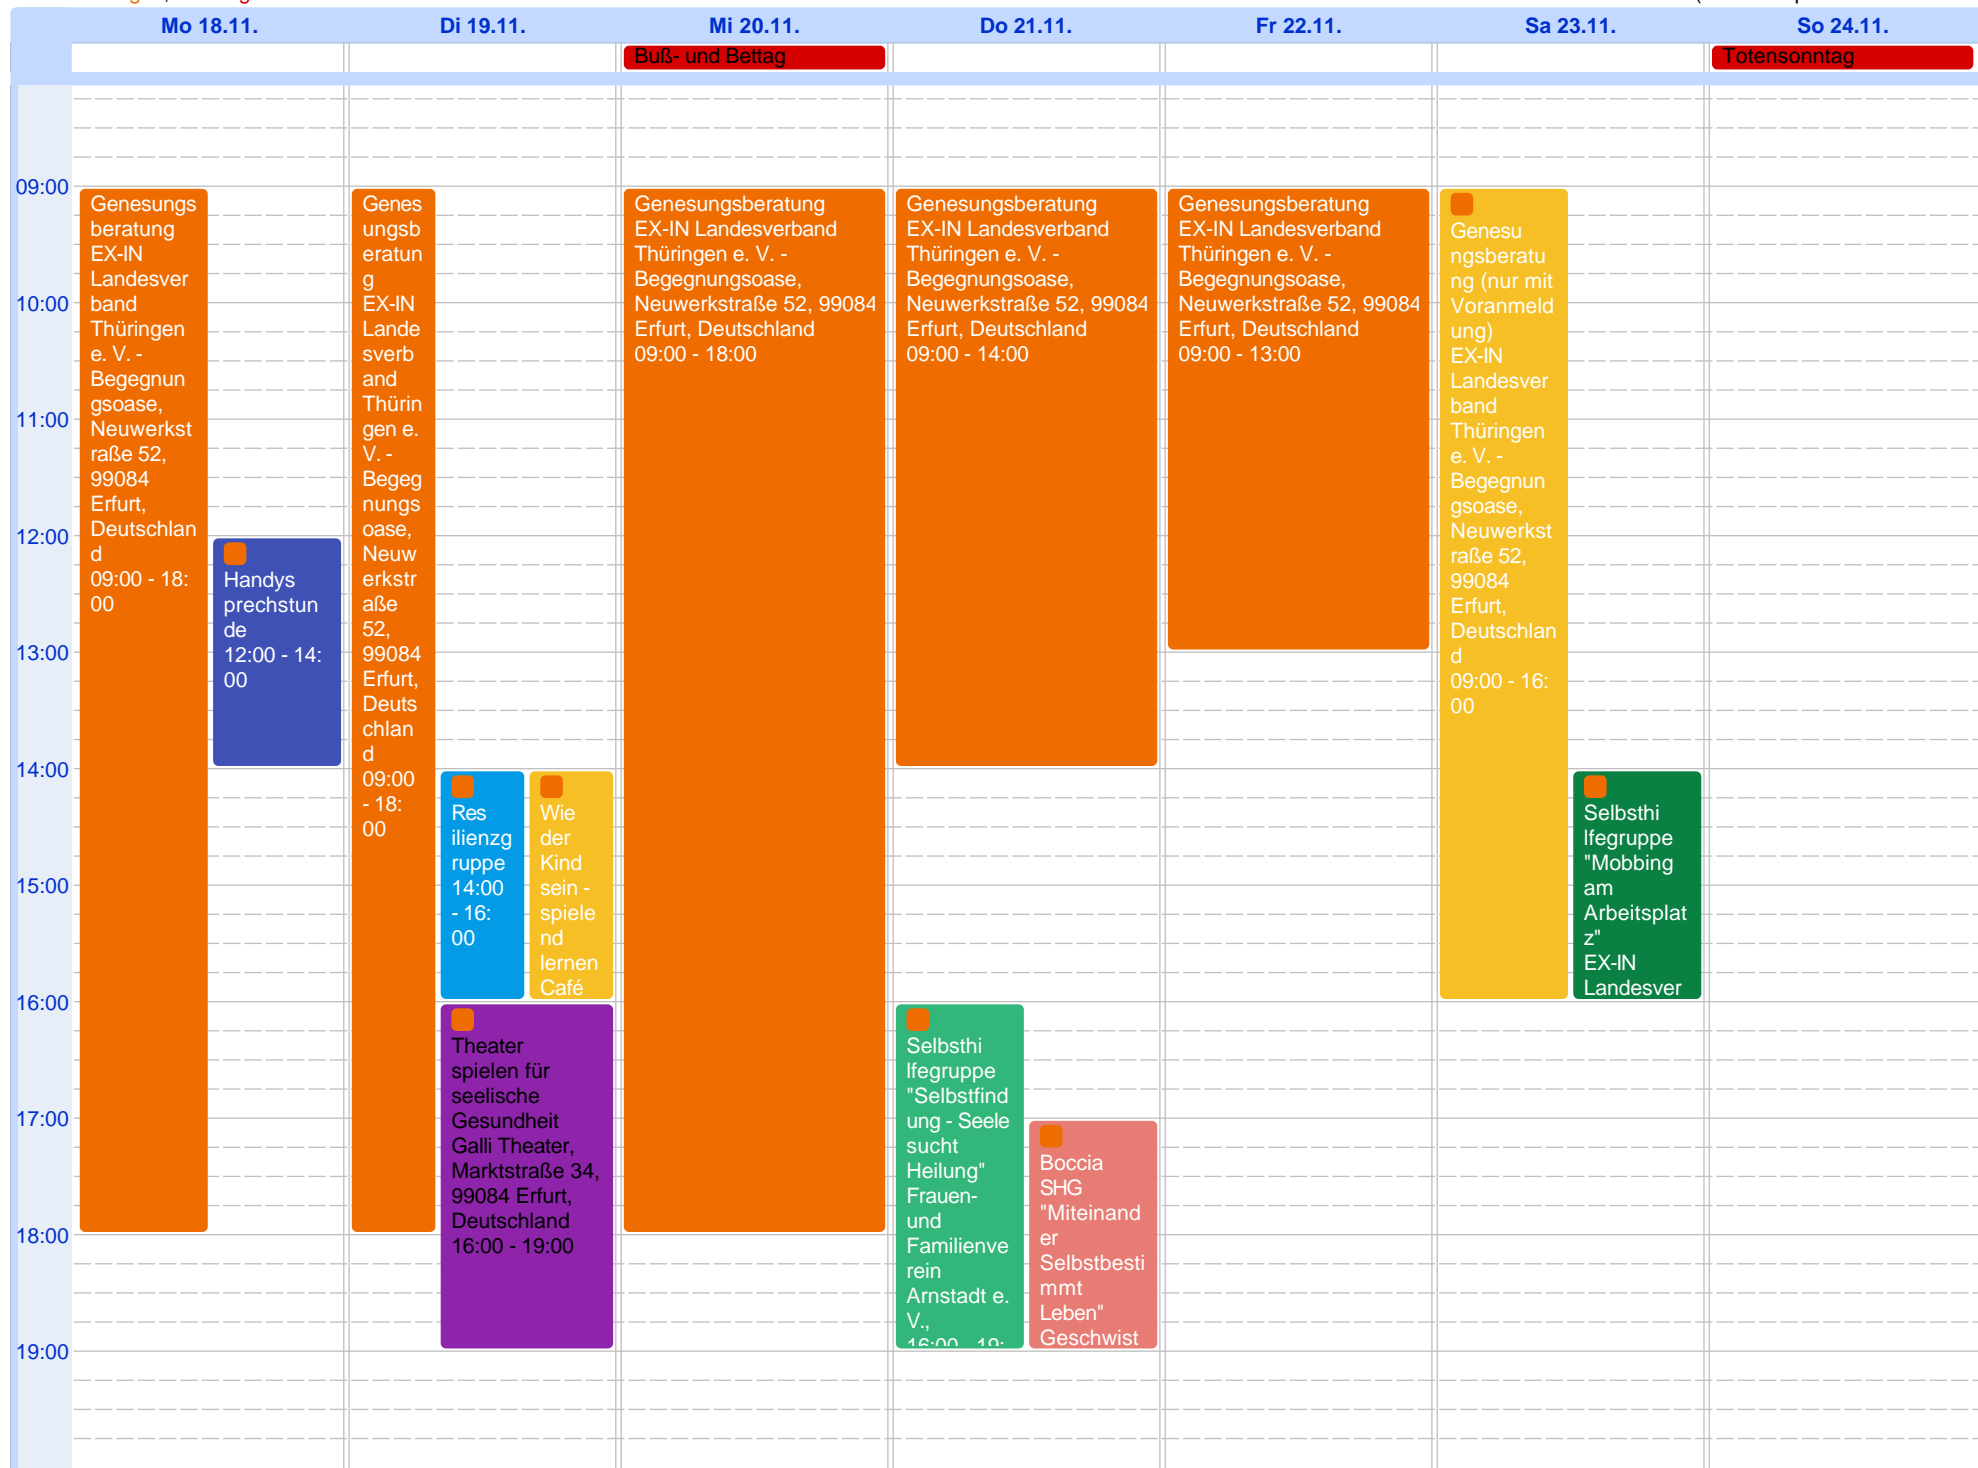 Mo 18.11.
Di 19.11.
Mi 20.11.
Do 21.11.
Fr 22.11.
Sa 23.11.
So 24.11.
Buß- und Bettag
Totensonntag
09:00
10:00
11:00
12:00
13:00
14:00
15:00
16:00
17:00
18:00
19:00
Genesungs
beratung
EX-IN
Landesver
band
Thüringen
e. V. -
Begegnun
gsoase,
Neuwerkst
raße 52,
99084
Erfurt,
Deutschlan
d
09:00 - 18:
00
Handys
prechstun
de
12:00 - 14:
00
Genes
ungsb
eratun
g
EX-IN
Lande
sverb
and
Thürin
gen e.
V. -
Begeg
nungs
oase,
Neuw
erkstr
aße
52,
99084
Erfurt,
Deuts
chlan
d
09:00
- 18:
00
Res
ilienzg
ruppe
14:00
- 16:
00
Wie
der
Kind
sein -
spiele
nd
lernen
Café
Theater
spielen für
seelische
Gesundheit
Galli Theater,
Marktstraße 34,
99084 Erfurt,
Deutschland
16:00 - 19:00
Genesungsberatung
EX-IN Landesverband
Thüringen e. V. -
Begegnungsoase,
Neuwerkstraße 52, 99084
Erfurt, Deutschland
09:00 - 18:00
Genesungsberatung
EX-IN Landesverband
Thüringen e. V. -
Begegnungsoase,
Neuwerkstraße 52, 99084
Erfurt, Deutschland
09:00 - 14:00
Selbsthi
lfegruppe
"Selbstfind
ung - Seele
sucht
Heilung"
Frauen-
und
Familienve
rein
Arnstadt e.
V.,
16:00 - 19:
Boccia
SHG
"Miteinand
er
Selbstbesti
mmt
Leben"
Geschwist
Genesungsberatung
EX-IN Landesverband
Thüringen e. V. -
Begegnungsoase,
Neuwerkstraße 52, 99084
Erfurt, Deutschland
09:00 - 13:00
Genesu
ngsberatu
ng (nur mit
Voranmeld
ung)
EX-IN
Landesver
band
Thüringen
e. V. -
Begegnun
gsoase,
Neuwerkst
raße 52,
99084
Erfurt,
Deutschlan
d
09:00 - 16:
00
Selbsthi
lfegruppe
"Mobbing
am
Arbeitsplat
z"
EX-IN
Landesver